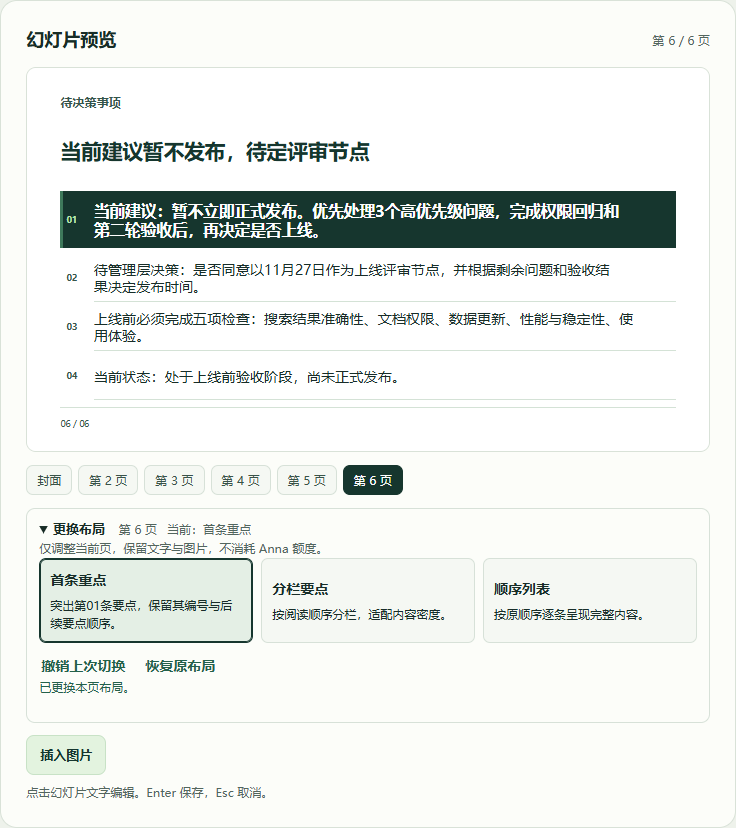 幻灯片预览
第 6 / 6 页
待决策事项
当前建议暂不发布，待定评审节点
01
当前建议：暂不立即正式发布。优先处理3个高优先级问题，完成权限回归和
第二轮验收后，再决定是否上线。
02
待管理层决策：是否同意以11月27日作为上线评审节点，并根据剩余问题和验收结
果决定发布时间。
03
上线前必须完成五项检查：搜索结果准确性、文档权限、数据更新、性能与稳定性、使
用体验。
04
当前状态：处于上线前验收阶段，尚未正式发布。
06 / 06
封面
第 2 页
第 3 页
第 4 页
第 5 页
第 6 页
▼ 更换布局 第 6 页 当前：首条重点
仅调整当前页，保留文字与图片，不消耗 Anna 额度。
首条重点
突出第01条要点，保留其编号与后
续要点顺序。
分栏要点
按阅读顺序分栏，适配内容密度。
顺序列表
按原顺序逐条呈现完整内容。
撤销上次切换 恢复原布局
已更换本页布局。
插入图片
点击幻灯片文字编辑。Enter 保存，Esc 取消。